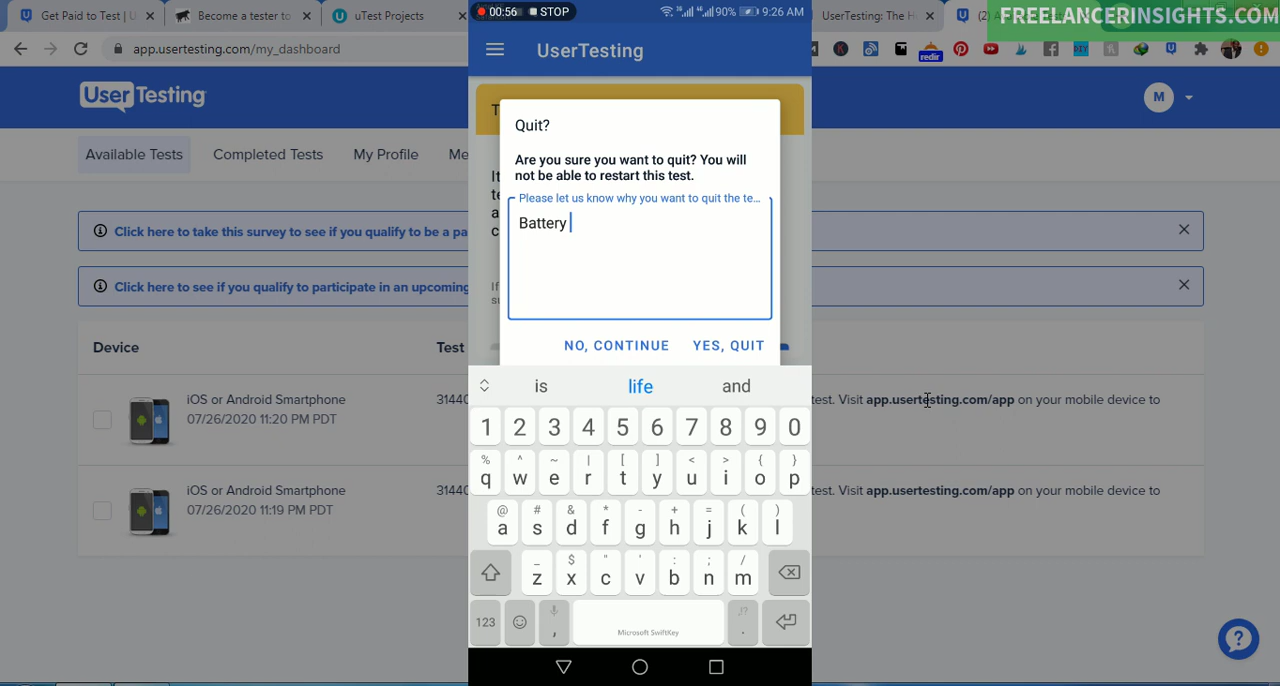 Get Paid to Test | U
Become a tester to
uTest Projects
UserTesting: The H
FREELANCERINSIGHTS.COM
app.usertesting.com/my_dashboard
redir
00:56 STOP
90% 9:26 AM
UserTesting
User Testing
M
Available Tests
Completed Tests
My Profile
Me
Click here to take this survey to see if you qualify to be a pa
Click here to see if you qualify to participate in an upcoming
Device
Test
iOS or Android Smartphone
07/26/2020 11:20 PM PDT
31440
test. Visit app.usertesting.com/app on your mobile device to
iOS or Android Smartphone
07/26/2020 11:19 PM PDT
31440
test. Visit app.usertesting.com/app on your mobile device to
Quit?
Are you sure you want to quit? You will
not be able to restart this test.
Please let us know why you want to quit the te...
Battery
NO, CONTINUE
YES, QUIT
is life and
1 2 3 4 5 6 7 8 9 0
% ^ ~ | [ ] < > { }
q w e r t y u i o p
@ # & * - + = ( )
a s d f g h j k l
_ $ " ' : ; /
z x c v b n m
123 , .
Microsoft SwiftKey